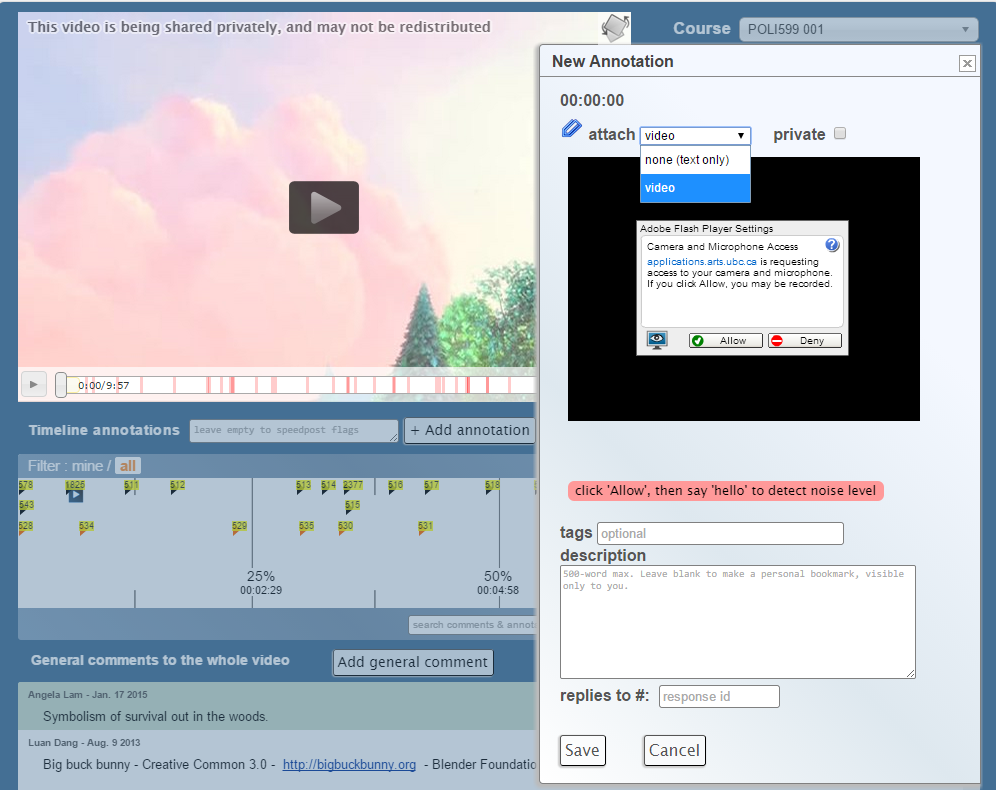 This video is being shared privately, and may not be redistributed
Course POLI599 001
0:00/9:57
Timeline annotations leave empty to speedpost flags + Add annotation
Filter : mine / all
578 1826 511 512 513 514 2377 516 517 518
543 515
528 534 529 535 530 531
25% 50%
00:02:29 00:04:58
search comments & annot
General comments to the whole video Add general comment
Angela Lam - Jan. 17 2015
Symbolism of survival out in the woods.
Luan Dang - Aug. 9 2013
Big buck bunny - Creative Common 3.0 - http://bigbuckbunny.org - Blender Foundatio
New Annotation
00:00:00
attach video private
none (text only)
video
Adobe Flash Player Settings
Camera and Microphone Access
applications.arts.ubc.ca is requesting
access to your camera and microphone.
If you click Allow, you may be recorded.
Allow Deny
click 'Allow', then say 'hello' to detect noise level
tags optional
description
500-word max. Leave blank to make a personal bookmark, visible
only to you.
replies to #: response id
Save Cancel